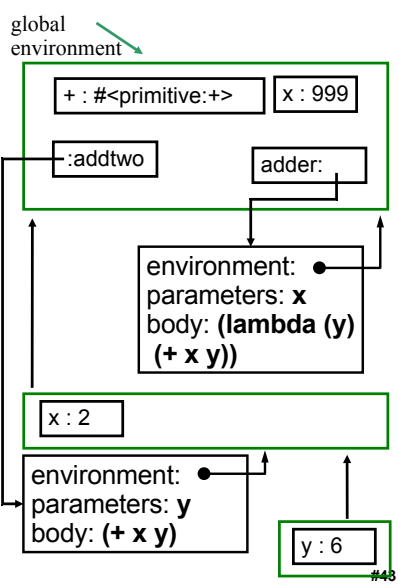 global
environment
+ : #<primitive:+>
x : 999
:addtwo
adder:
environment:
parameters: x
body: (lambda (y)
(+ x y))
x : 2
environment:
parameters: y
body: (+ x y)
y : 6
#43